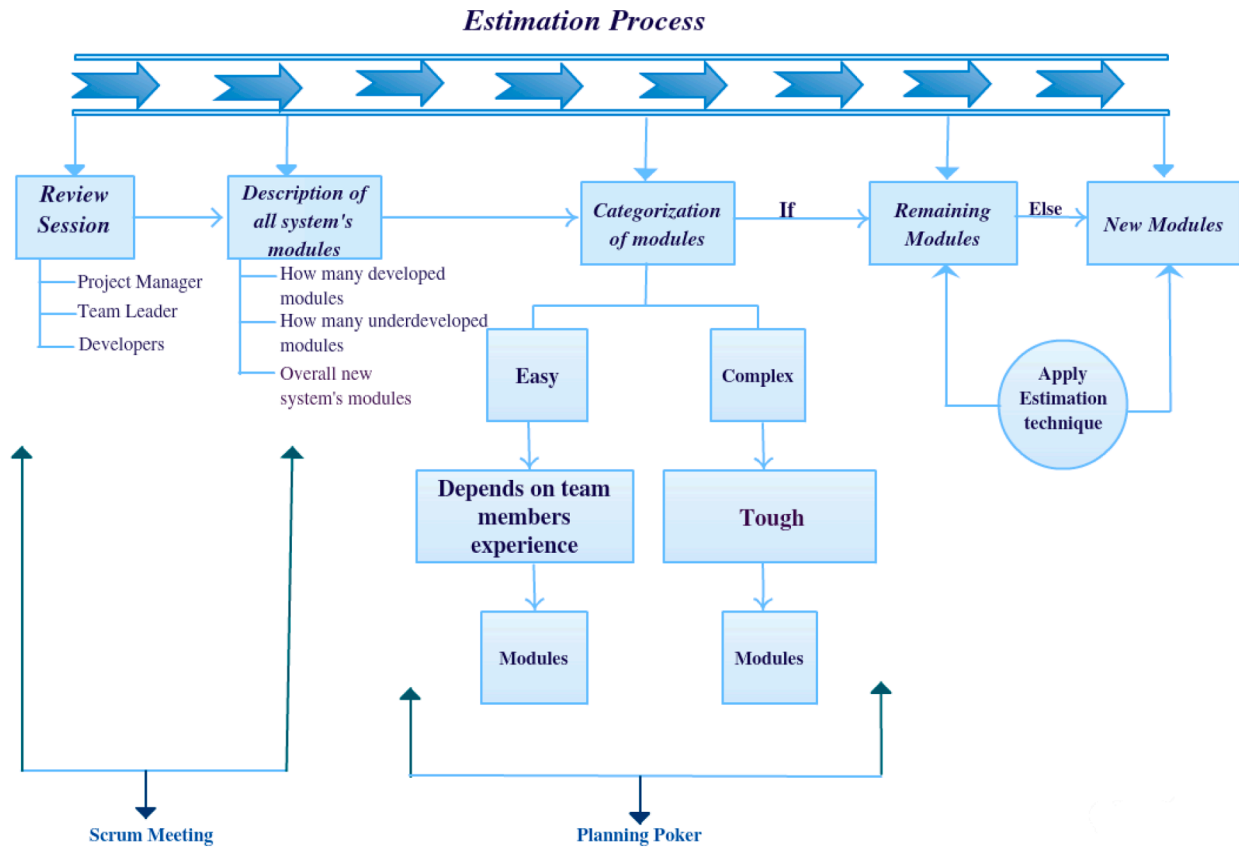 Estimation Process
Review
Session
Project Manager
Team Leader
Developers
Description of
all system's
modules
How many developed
modules
How many underdeveloped
modules
Overall new
system's modules
Categorization
of modules
If
Remaining
Modules
Else
New Modules
Easy
Complex
Apply
Estimation
technique
Depends on team
members
experience
Tough
Modules
Modules
Scrum Meeting
Planning Poker